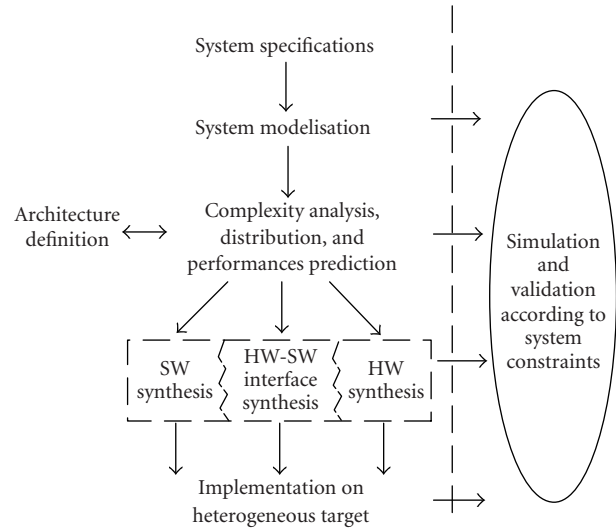 System specifications
System modelisation
Architecture
definition
Complexity analysis,
distribution, and
performances prediction
Simulation
and
validation
according to
system
constraints
SW
synthesis
HW-SW
interface
synthesis
HW
synthesis
Implementation on
heterogeneous target